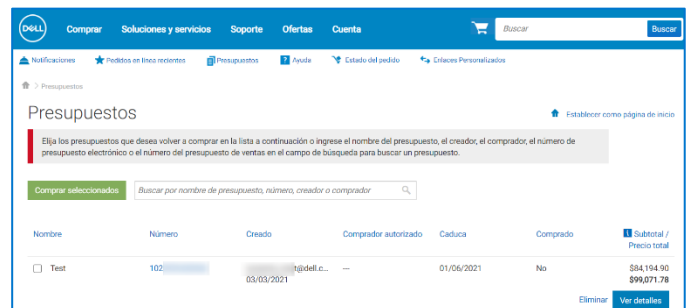 DELL Comprar Soluciones y servicios Soporte Ofertas Cuenta Buscar Buscar
Notificaciones Pedidos en línea recientes Presupuestos Ayuda Estado del pedido Enlaces Personalizados
> Presupuestos
Presupuestos
Establecer como página de inicio
Elija los presupuestos que desea volver a comprar en la lista a continuación o ingrese el nombre del presupuesto, el creador, el comprador, el número de
presupuesto electrónico o el número del presupuesto de ventas en el campo de búsqueda para buscar un presupuesto.
Comprar seleccionados Buscar por nombre de presupuesto, número, creador o comprador
Nombre Número Creado Comprador autorizado Caduca Comprado Subtotal /
Precio total
Test 102 t@dell.c... --- 01/06/2021 No $84,194.90
03/03/2021 $99,071.78
Eliminar Ver detalles